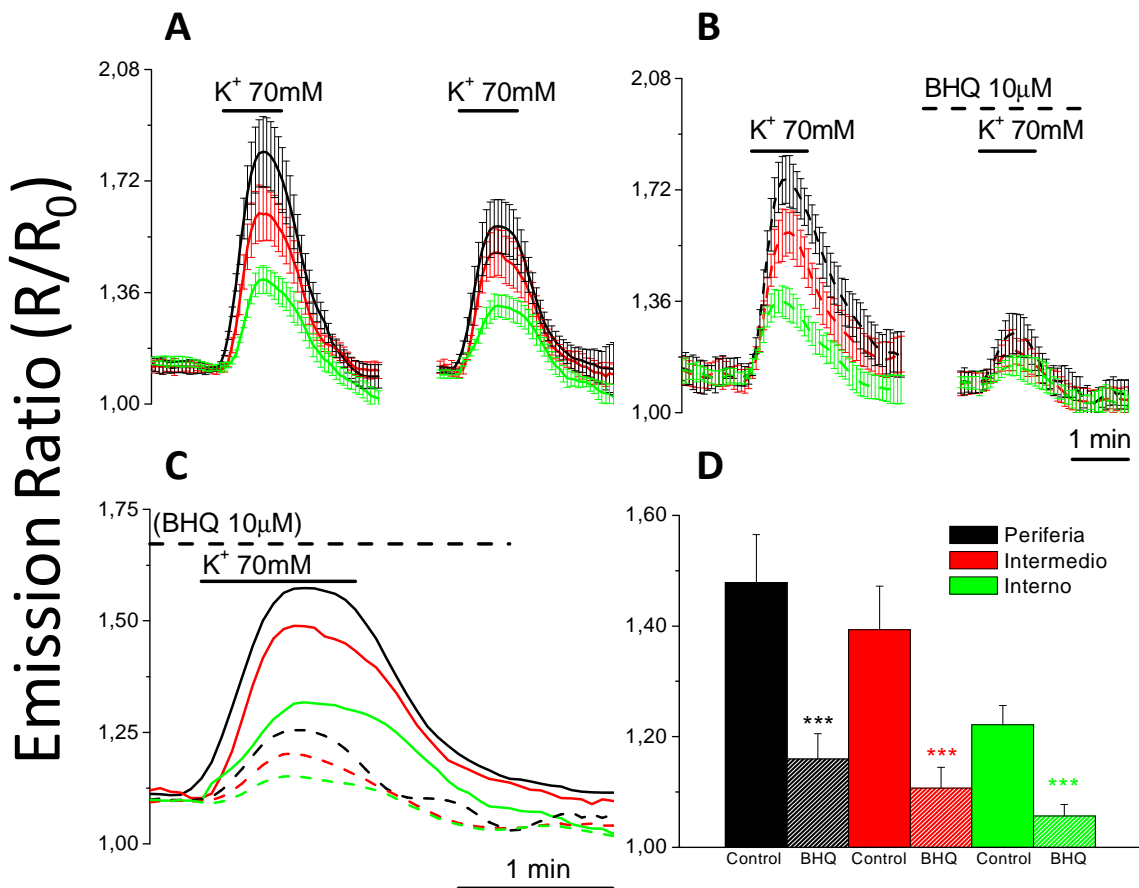 Emission Ratio (R/R0)
A
2,08
1,72
1,36
1,00
K+ 70mM
K+ 70mM
B
2,08
1,72
1,36
1,00
BHQ 10μM
K+ 70mM
K+ 70mM
1 min
C
1,75
1,50
1,25
1,00
(BHQ 10μM)
K+ 70mM
1 min
D
1,60
1,40
1,20
1,00
Periferia
Intermedio
Interno
***
***
***
Control BHQ Control BHQ Control BHQ